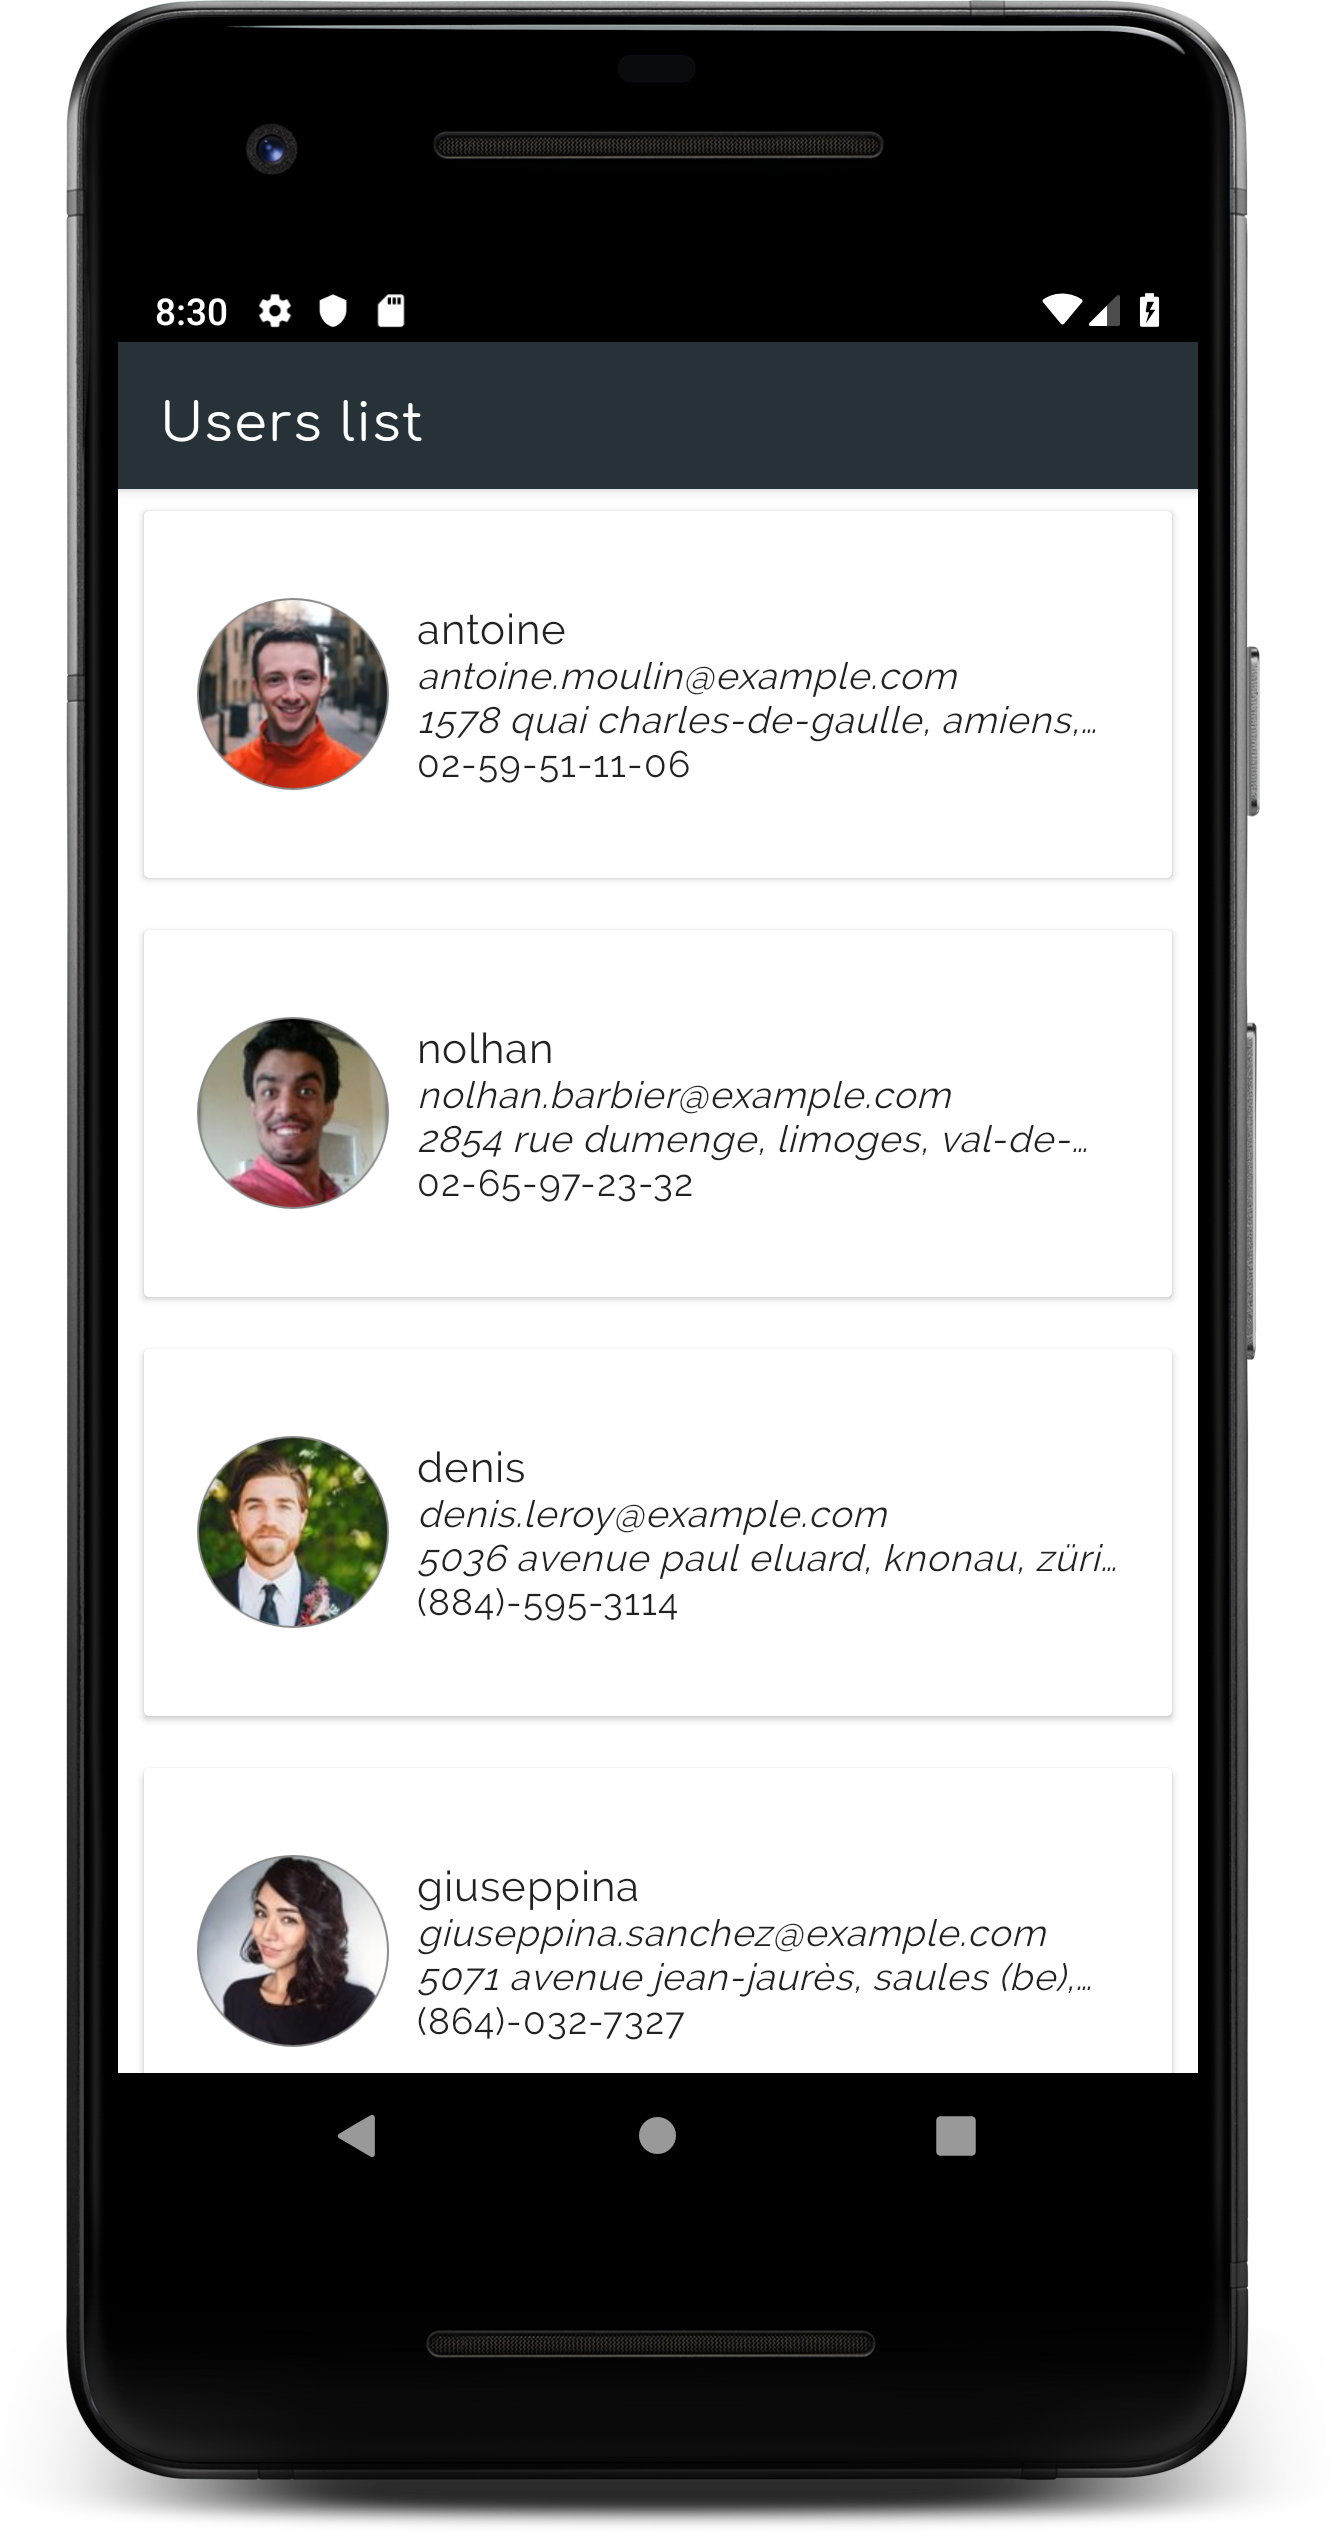 8:30
Users list
antoine
antoine.moulin@example.com
1578 quai charles-de-gaulle, amiens,…
02-59-51-11-06
nolhan
nolhan.barbier@example.com
2854 rue dumenge, limoges, val-de-…
02-65-97-23-32
denis
denis.leroy@example.com
5036 avenue paul eluard, knonau, züri…
(884)-595-3114
giuseppina
giuseppina.sanchez@example.com
5071 avenue jean-jaurès, saules (be),…
(864)-032-7327